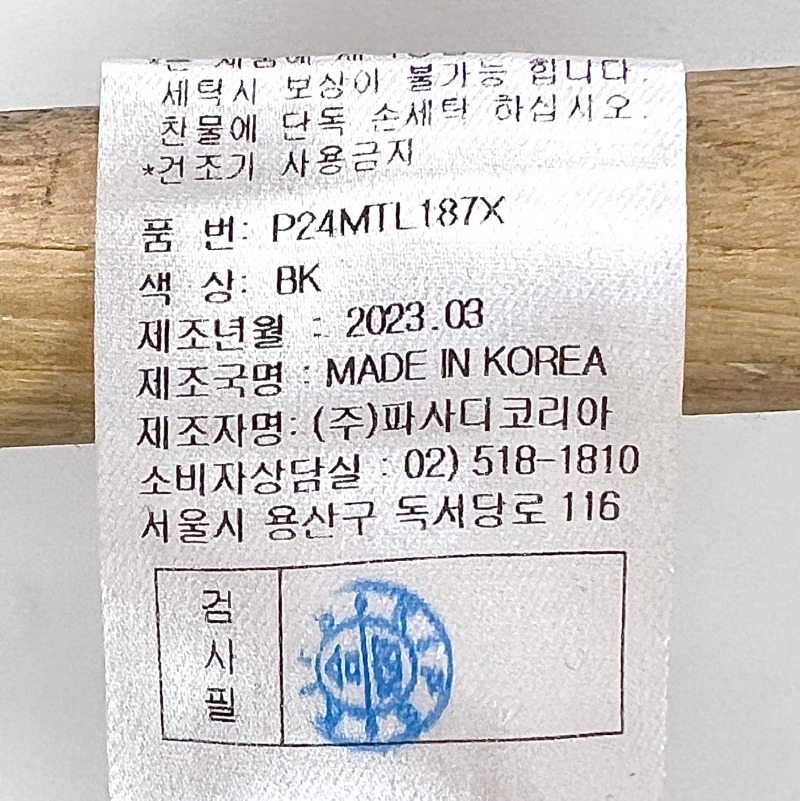 세탁시 보상이 불가능 합니다.
찬물에 단독 손세탁 하십시오.
*건조기 사용금지
품 번: P24MTL187X
색 상: BK
제조년월 : 2023.03
제조국명 : MADE IN KOREA
제조자명: (주)파사디코리아
소비자상담실 : 02) 518-1810
서울시 용산구 독서당로 116
검
사
필